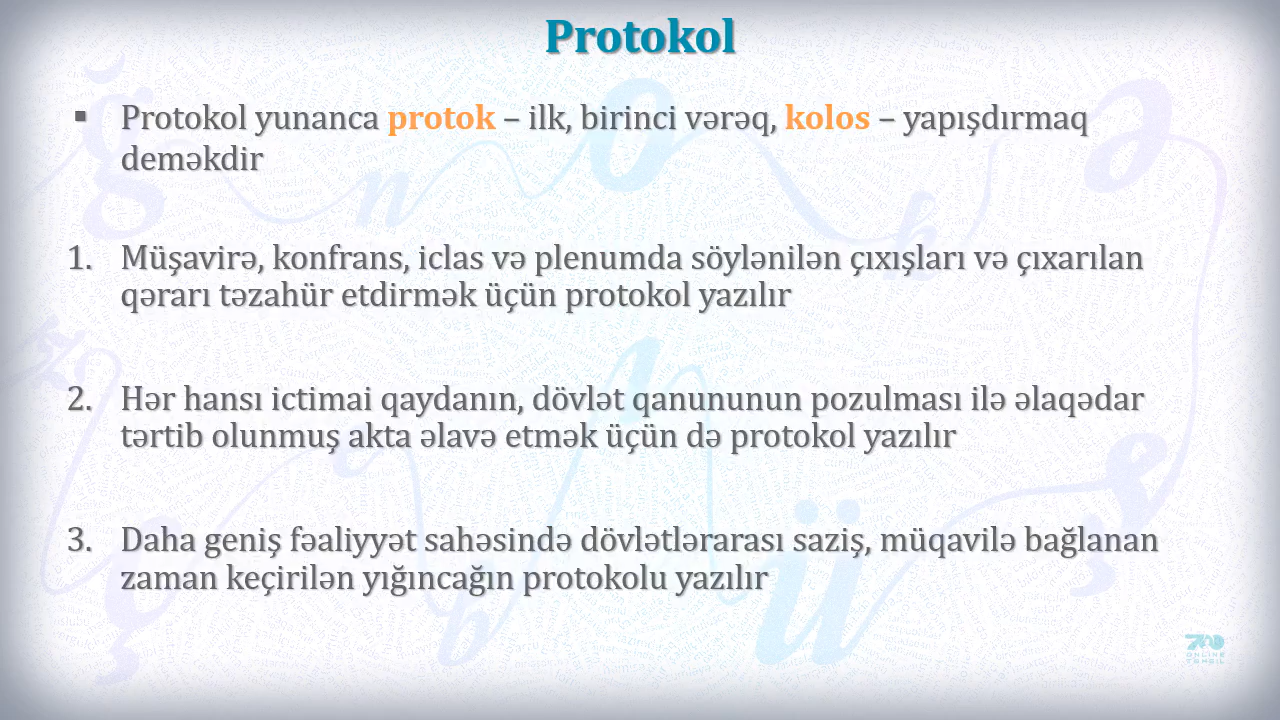 Protokol
▪ Protokol yunanca protok – ilk, birinci vərəq, kolos – yapışdırmaq
deməkdir
1. Müşavirə, konfrans, iclas və plenumda söylənilən çıxışları və çıxarılan
qərarı təzahür etdirmək üçün protokol yazılır
2. Hər hansı ictimai qaydanın, dövlət qanununun pozulması ilə əlaqədar
tərtib olunmuş akta əlavə etmək üçün də protokol yazılır
3. Daha geniş fəaliyyət sahəsində dövlətlərarası saziş, müqavilə bağlanan
zaman keçirilən yığıncağın protokolu yazılır
ONLINE
TƏHSİL